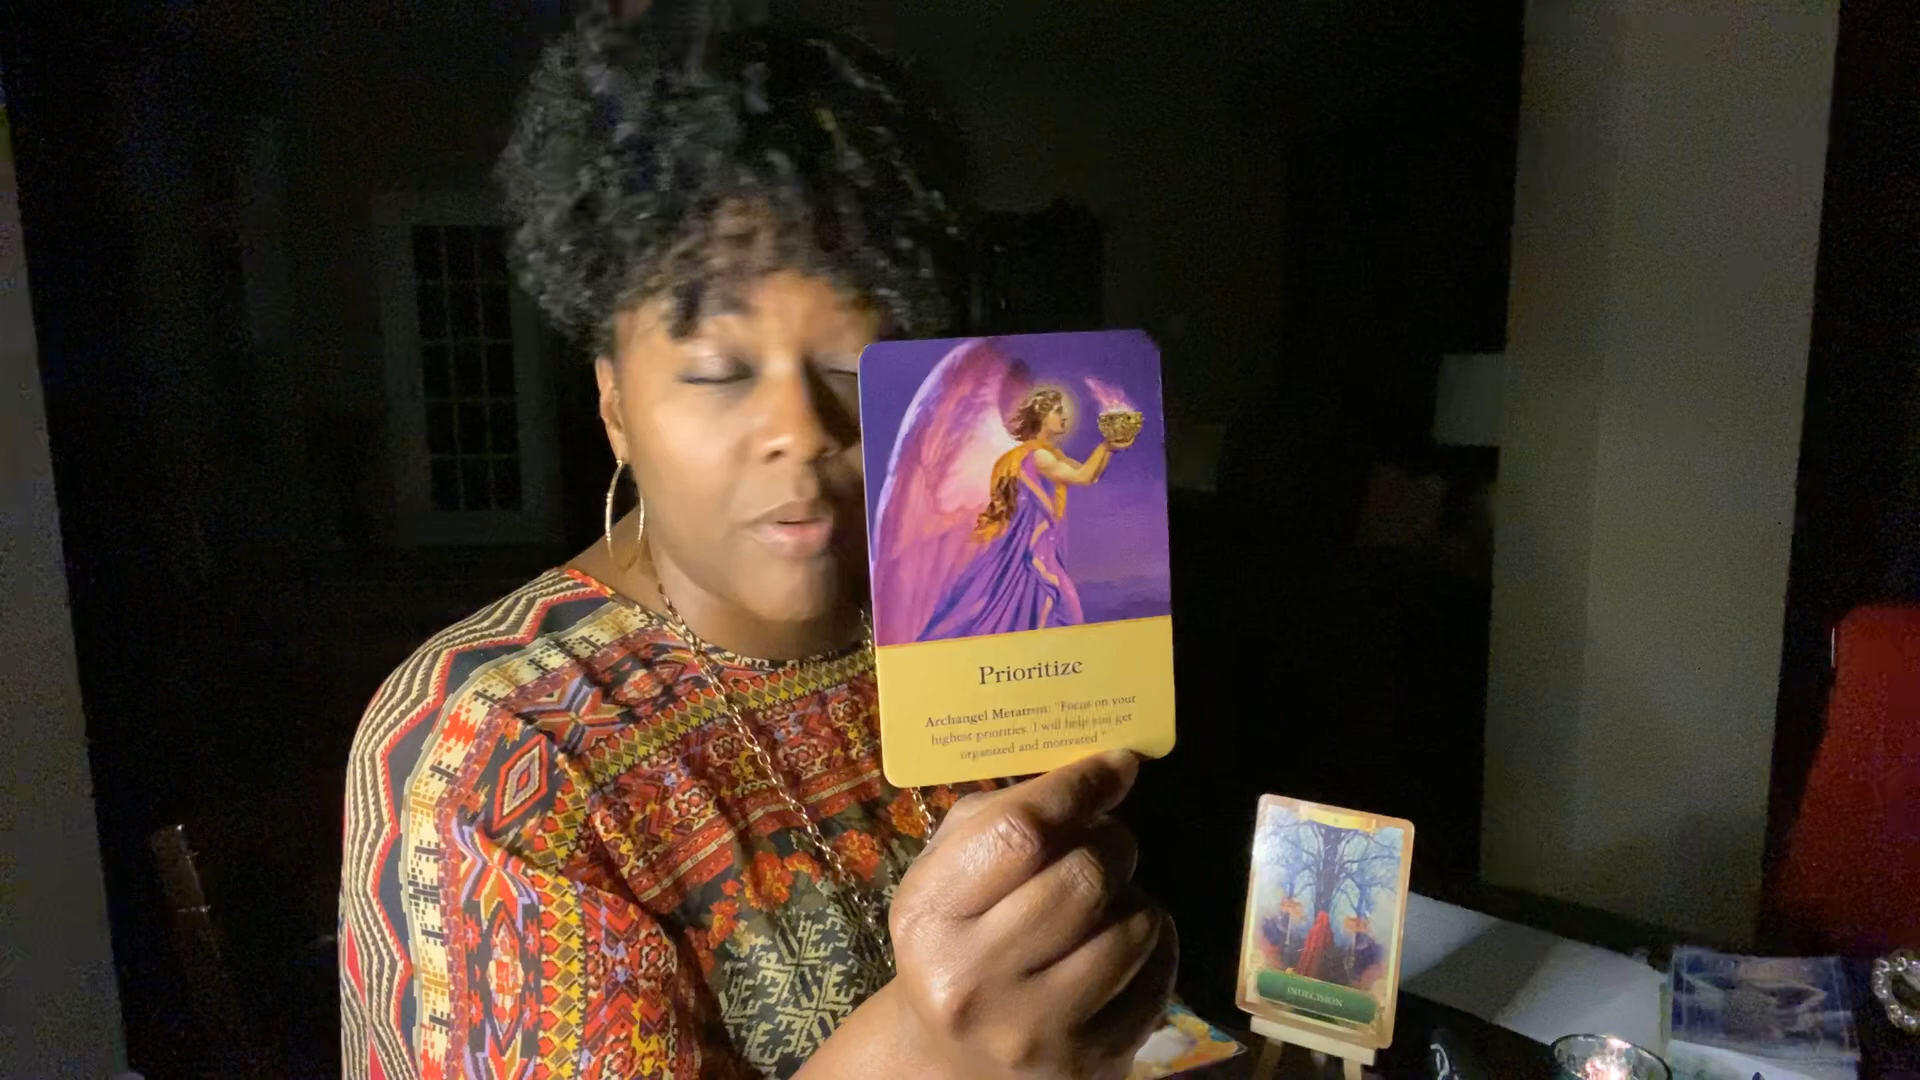 Prioritize
Archangel Metatron: "Focus on your
highest priorities. I will help you get
organized and motivated."
INDECISION